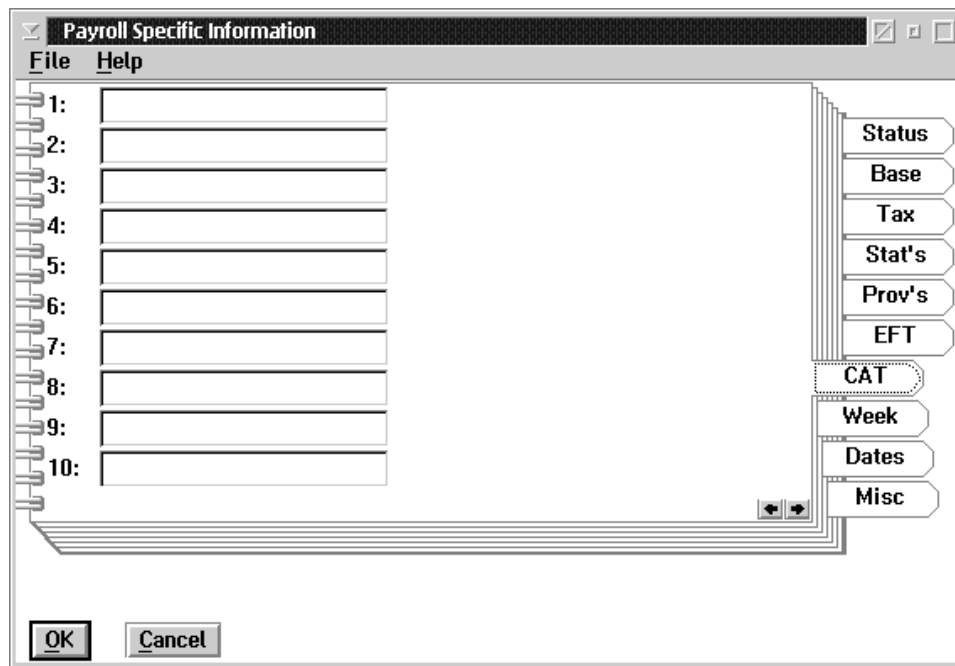 Payroll Specific Information
File Help
1:
2:
3:
4:
5:
6:
7:
8:
9:
10:
Status
Base
Tax
Stat's
Prov's
EFT
CAT
Week
Dates
Misc
OK Cancel